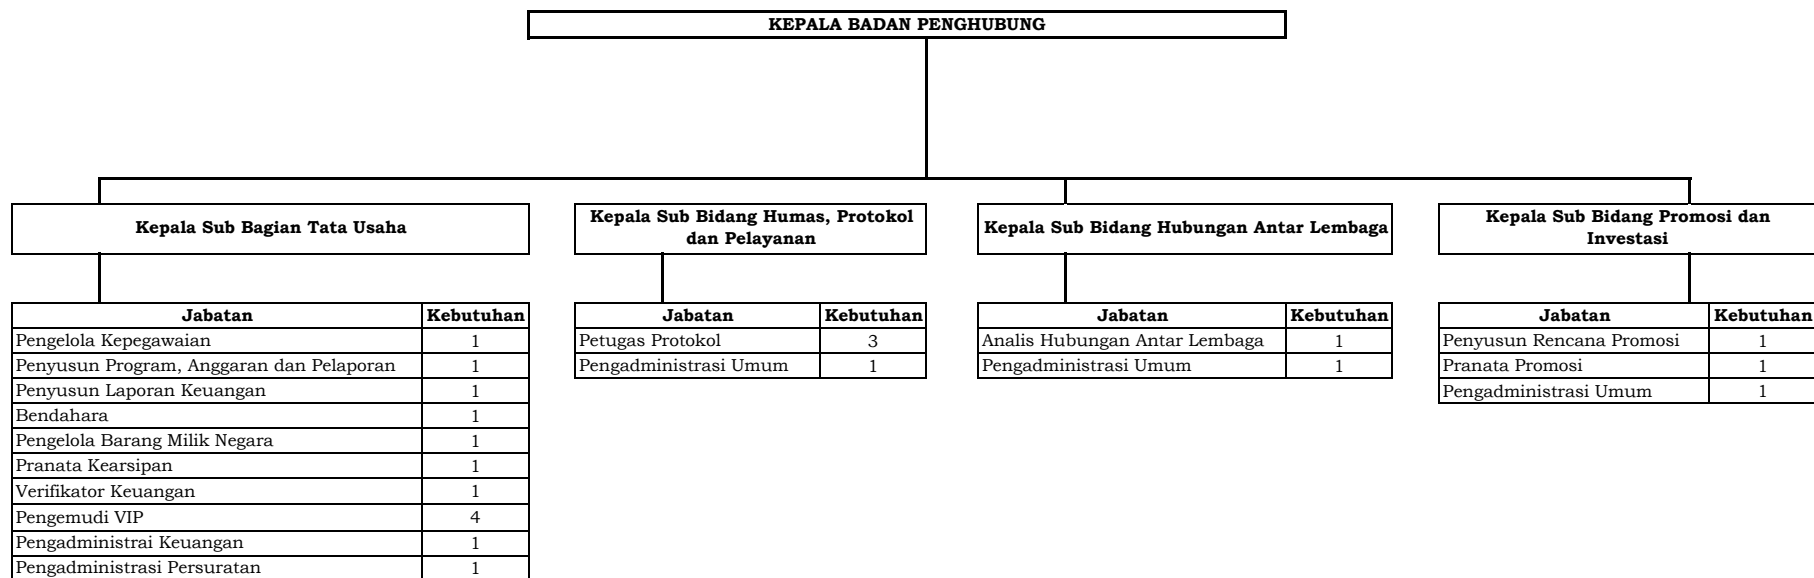 KEPALA BADAN PENGHUBUNG
Kepala Sub Bagian Tata Usaha
Kepala Sub Bidang Humas, Protokol
dan Pelayanan
Kepala Sub Bidang Hubungan Antar Lembaga
Kepala Sub Bidang Promosi dan
Investasi
Jabatan Kebutuhan
Pengelola Kepegawaian 1
Penyusun Program, Anggaran dan Pelaporan 1
Penyusun Laporan Keuangan 1
Bendahara 1
Pengelola Barang Milik Negara 1
Pranata Kearsipan 1
Verifikator Keuangan 1
Pengemudi VIP 4
Pengadministrai Keuangan 1
Pengadministrasi Persuratan 1
Jabatan Kebutuhan
Petugas Protokol 3
Pengadministrasi Umum 1
Jabatan Kebutuhan
Analis Hubungan Antar Lembaga 1
Pengadministrasi Umum 1
Jabatan Kebutuhan
Penyusun Rencana Promosi 1
Pranata Promosi 1
Pengadministrasi Umum 1